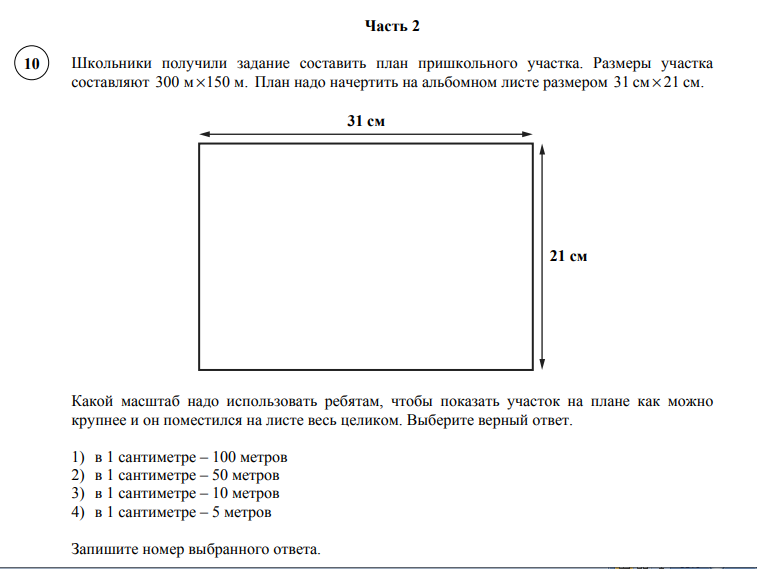 Часть 2
10 Школьники получили задание составить план пришкольного участка. Размеры участка
составляют 300 м×150 м. План надо начертить на альбомном листе размером 31 см×21 см.
31 см
21 см
Какой масштаб надо использовать ребятам, чтобы показать участок на плане как можно
крупнее и он поместился на листе весь целиком. Выберите верный ответ.
1) в 1 сантиметре – 100 метров
2) в 1 сантиметре – 50 метров
3) в 1 сантиметре – 10 метров
4) в 1 сантиметре – 5 метров
Запишите номер выбранного ответа.